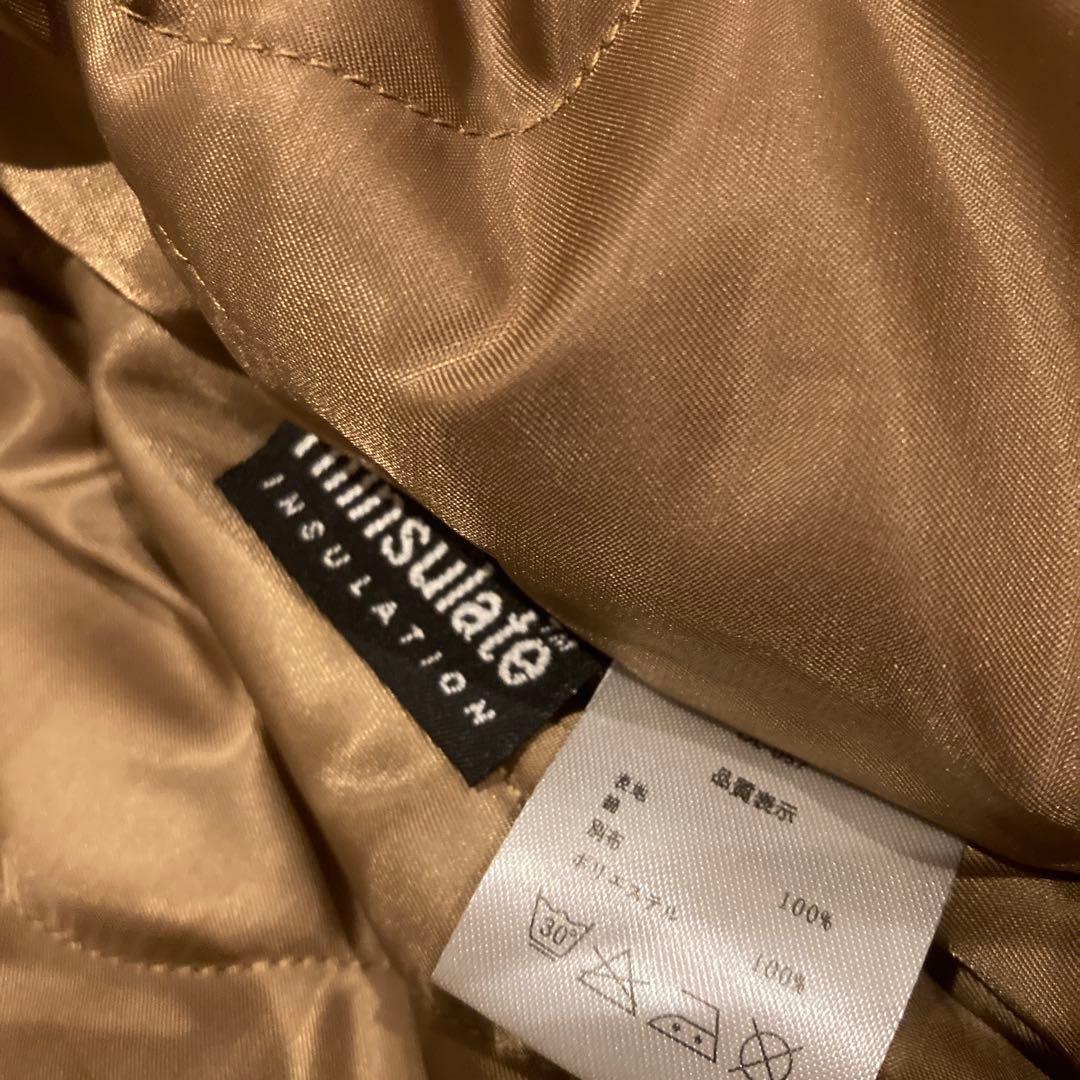 Thinsulate™
INSULATION
品質表示
表地
綿 100%
別布
ポリエステル 100%
30°